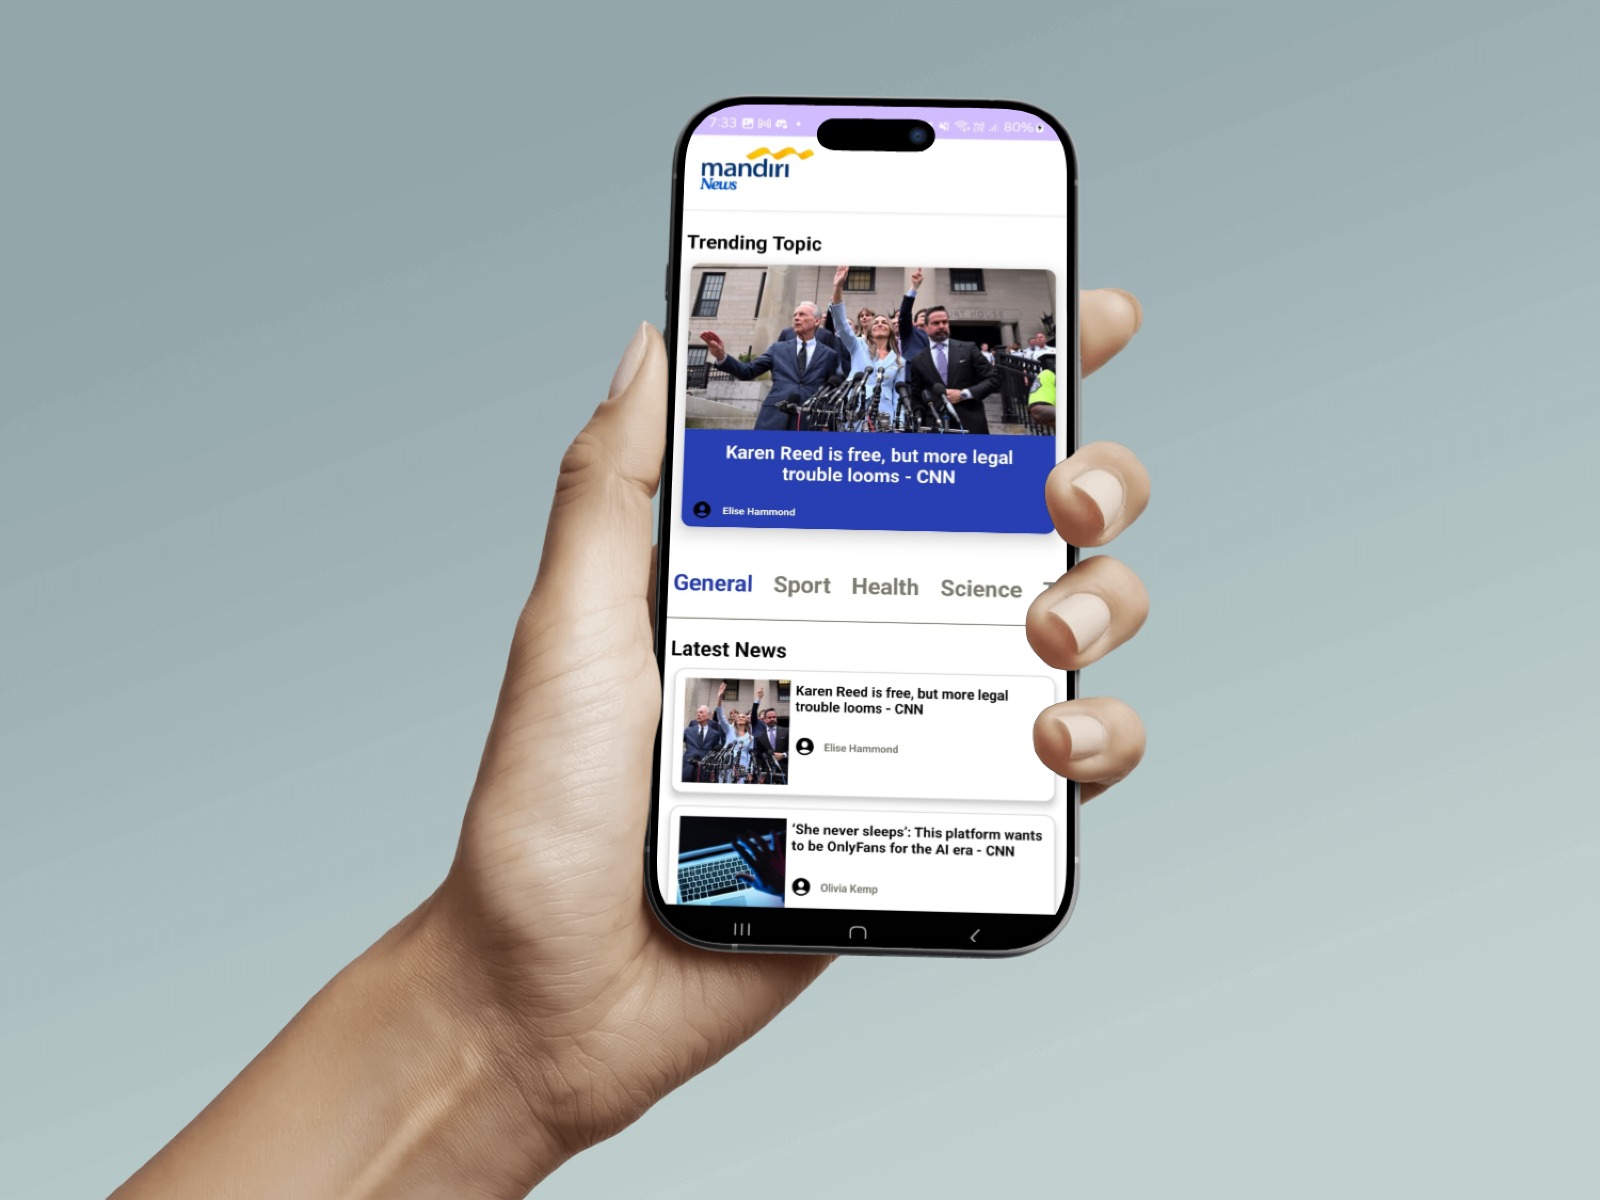 7:33
80%
mandiri
News
Trending Topic
COURT HOUSE
Karen Reed is free, but more legal
trouble looms - CNN
Elise Hammond
General Sport Health Science
Latest News
Karen Reed is free, but more legal
trouble looms - CNN
Elise Hammond
‘She never sleeps’: This platform wants
to be OnlyFans for the AI era - CNN
Olivia Kemp